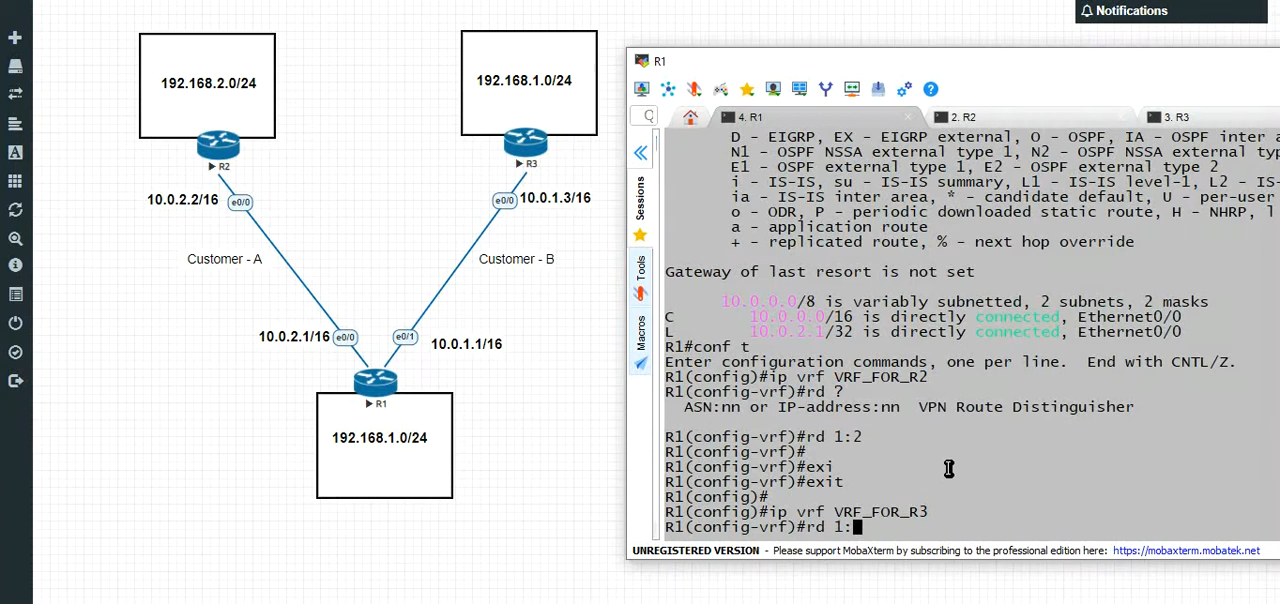 Notifications
192.168.2.0/24
192.168.1.0/24
R2
R3
10.0.2.2/16
e0/0
e0/0
10.0.1.3/16
Customer - A
Customer - B
10.0.2.1/16
e0/0
e0/1
10.0.1.1/16
R1
192.168.1.0/24
R1
4. R1
2. R2
3. R3
Sessions
Tools
Macros
D - EIGRP, EX - EIGRP external, O - OSPF, IA - OSPF inter a
N1 - OSPF NSSA external type 1, N2 - OSPF NSSA external type
E1 - OSPF external type 1, E2 - OSPF external type 2
i - IS-IS, su - IS-IS summary, L1 - IS-IS level-1, L2 - IS-
ia - IS-IS inter area, * - candidate default, U - per-user
o - ODR, P - periodic downloaded static route, H - NHRP, l
a - application route
+ - replicated route, % - next hop override
Gateway of last resort is not set
10.0.0.0/8 is variably subnetted, 2 subnets, 2 masks
C 10.0.0.0/16 is directly connected, Ethernet0/0
L 10.0.2.1/32 is directly connected, Ethernet0/0
R1#conf t
Enter configuration commands, one per line. End with CNTL/Z.
R1(config)#ip vrf VRF_FOR_R2
R1(config-vrf)#rd ?
ASN:nn or IP-address:nn VPN Route Distinguisher
R1(config-vrf)#rd 1:2
R1(config-vrf)#
R1(config-vrf)#exi
R1(config-vrf)#exit
R1(config)#
R1(config)#ip vrf VRF_FOR_R3
R1(config-vrf)#rd 1:
UNREGISTERED VERSION - Please support MobaXterm by subscribing to the professional edition here: https://mobaxterm.mobatek.net